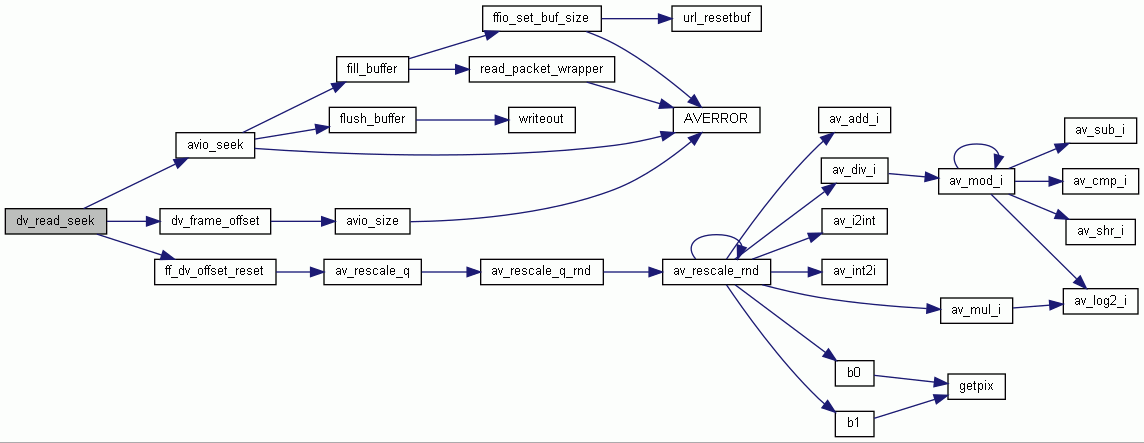 ffio_set_buf_size
url_resetbuf
fill_buffer
read_packet_wrapper
flush_buffer
writeout
AVERROR
av_add_i
av_sub_i
avio_seek
av_div_i
av_mod_i
av_cmp_i
dv_read_seek
dv_frame_offset
avio_size
av_i2int
av_shr_i
ff_dv_offset_reset
av_rescale_q
av_rescale_q_rnd
av_rescale_rnd
av_int2i
av_mul_i
av_log2_i
b0
getpix
b1